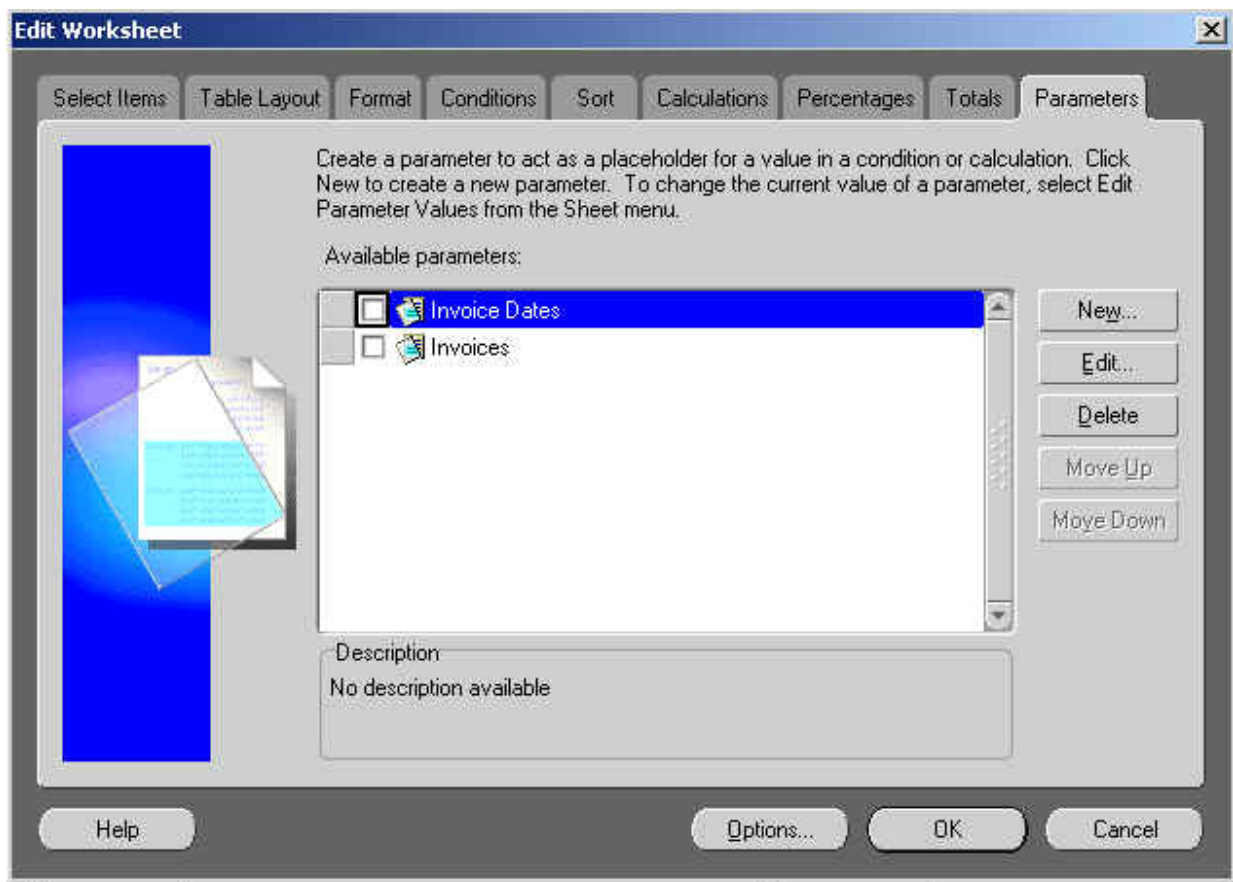 Edit Worksheet
Select Items
Table Layout
Format
Conditions
Sort
Calculations
Percentages
Totals
Parameters
Create a parameter to act as a placeholder for a value in a condition or calculation. Click
New to create a new parameter. To change the current value of a parameter, select Edit
Parameter Values from the Sheet menu.
Available parameters:
Invoice Dates
Invoices
New...
Edit...
Delete
Move Up
Move Down
Description
No description available
Help
Options...
OK
Cancel